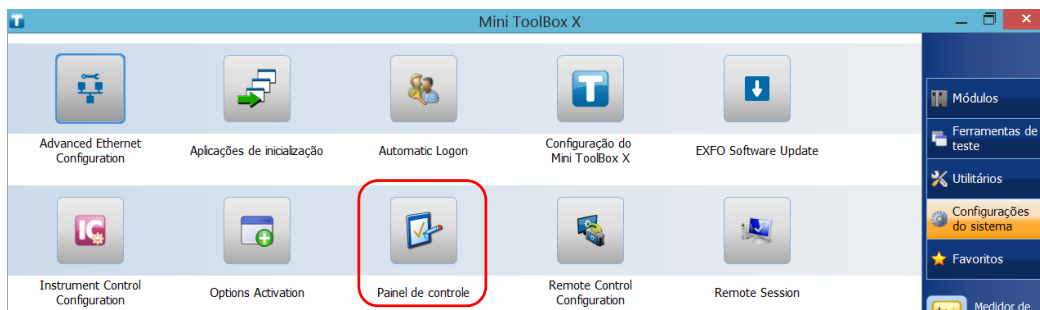 Mini ToolBox X
Advanced Ethernet
Configuration
Aplicações de inicialização
Automatic Logon
Configuração do
Mini ToolBox X
EXFO Software Update
Instrument Control
Configuration
Options Activation
Painel de controle
Remote Control
Configuration
Remote Session
Módulos
Ferramentas de
teste
Utilitários
Configurações
do sistema
Favoritos
Medidor de